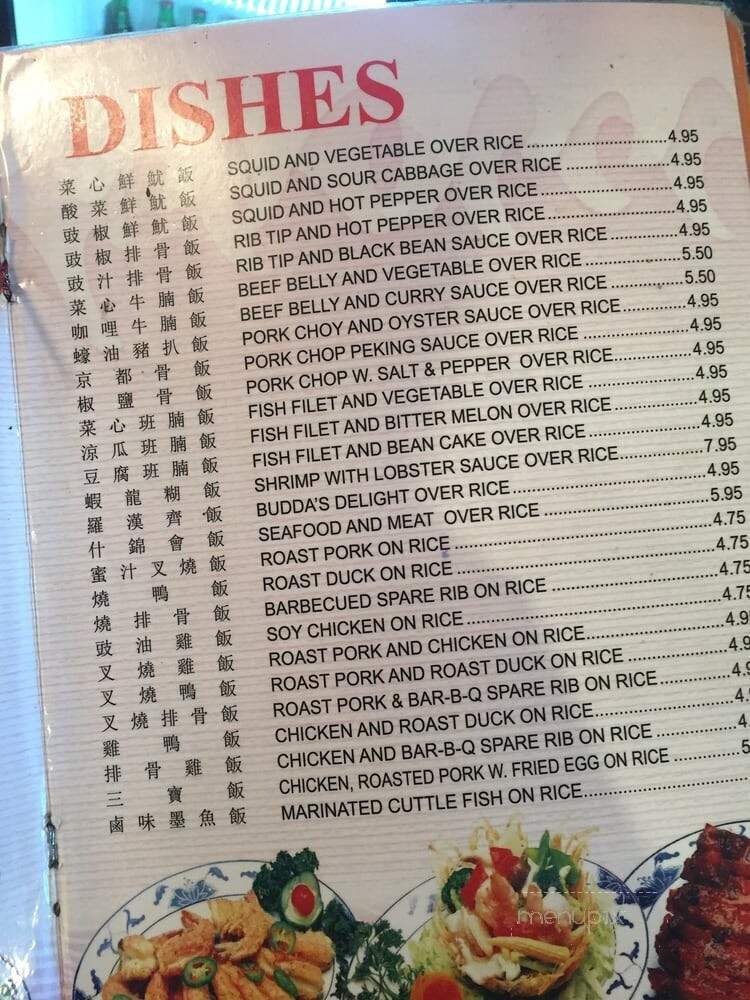 DISHES
菜心鮮魷飯 SQUID AND VEGETABLE OVER RICE 4.95
酸菜鮮魷飯 SQUID AND SOUR CABBAGE OVER RICE 4.95
豉椒鮮魷飯 SQUID AND HOT PEPPER OVER RICE 4.95
豉椒排骨飯 RIB TIP AND HOT PEPPER OVER RICE 4.95
豉汁排骨飯 RIB TIP AND BLACK BEAN SAUCE OVER RICE 4.95
菜心牛腩飯 BEEF BELLY AND VEGETABLE OVER RICE 5.50
咖哩牛腩飯 BEEF BELLY AND CURRY SAUCE OVER RICE 5.50
蠔油豬扒飯 PORK CHOY AND OYSTER SAUCE OVER RICE 4.95
京都骨飯 PORK CHOP PEKING SAUCE OVER RICE 4.95
椒鹽骨飯 PORK CHOP W. SALT & PEPPER OVER RICE 4.95
菜心班腩飯 FISH FILET AND VEGETABLE OVER RICE 4.95
涼瓜班腩飯 FISH FILET AND BITTER MELON OVER RICE 4.95
豆腐班腩飯 FISH FILET AND BEAN CAKE OVER RICE 4.95
蝦龍糊飯 SHRIMP WITH LOBSTER SAUCE OVER RICE 7.95
羅漢齊飯 BUDDA'S DELIGHT OVER RICE 4.95
什錦會飯 SEAFOOD AND MEAT OVER RICE 5.95
蜜汁叉燒飯 ROAST PORK ON RICE 4.75
燒鴨飯 ROAST DUCK ON RICE 4.75
燒排骨飯 BARBECUED SPARE RIB ON RICE 4.75
豉油雞飯 SOY CHICKEN ON RICE 4.75
叉燒雞飯 ROAST PORK AND CHICKEN ON RICE 4.9
叉燒鴨飯 ROAST PORK AND ROAST DUCK ON RICE 4.9
叉燒排骨飯 ROAST PORK & BAR-B-Q SPARE RIB ON RICE 4.9
雞鴨飯 CHICKEN AND ROAST DUCK ON RICE 4.
排骨雞飯 CHICKEN AND BAR-B-Q SPARE RIB ON RICE 4.
三寶飯 CHICKEN, ROASTED PORK W. FRIED EGG ON RICE 5
鹵味墨魚飯 MARINATED CUTTLE FISH ON RICE
menupix